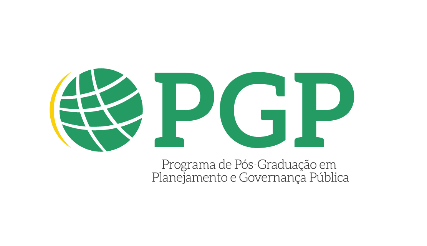 PGP
Programa de Pós Graduação em
Planejamento e Governança Pública